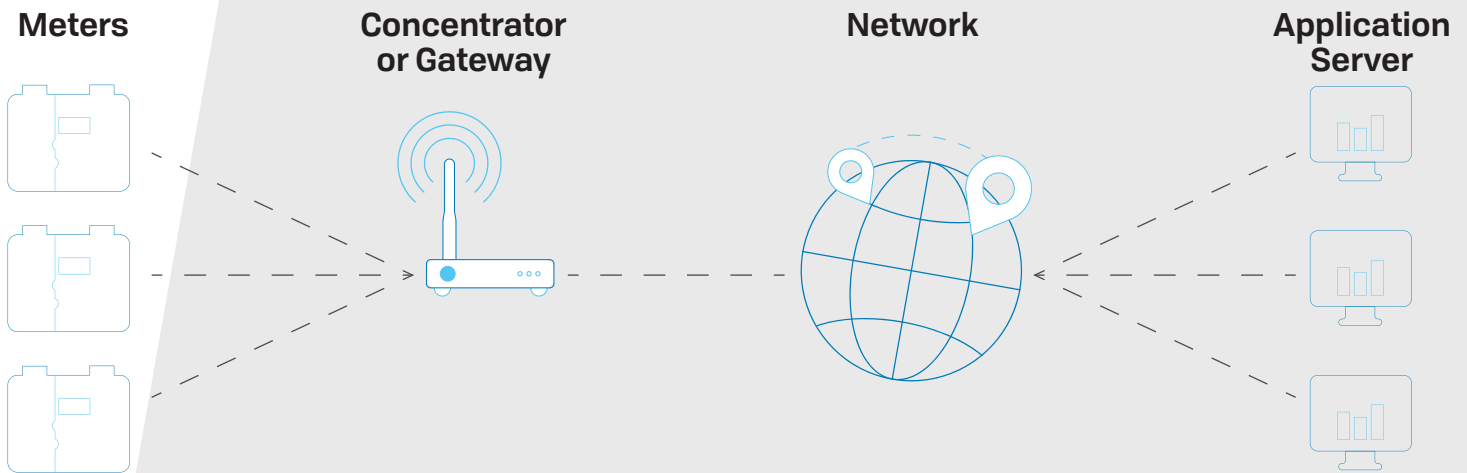 Meters
Concentrator
or Gateway
Network
Application
Server